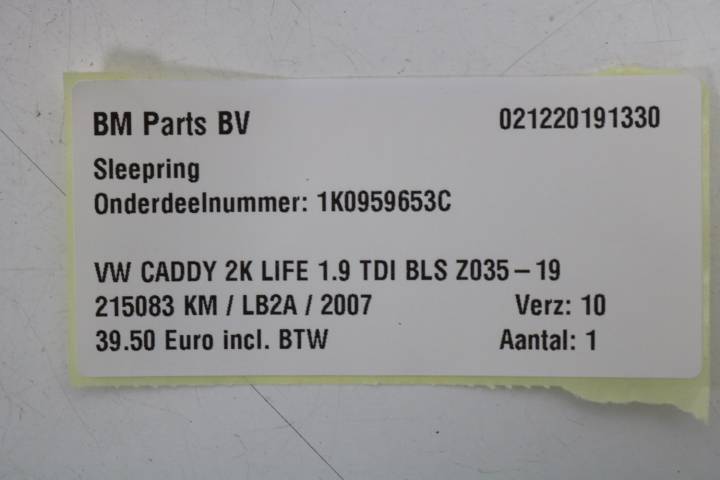 BM Parts BV 021220191330
Sleepring
Onderdeelnummer: 1K0959653C
VW CADDY 2K LIFE 1.9 TDI BLS Z035-19
215083 KM / LB2A / 2007 Verz: 10
39.50 Euro incl. BTW Aantal: 1